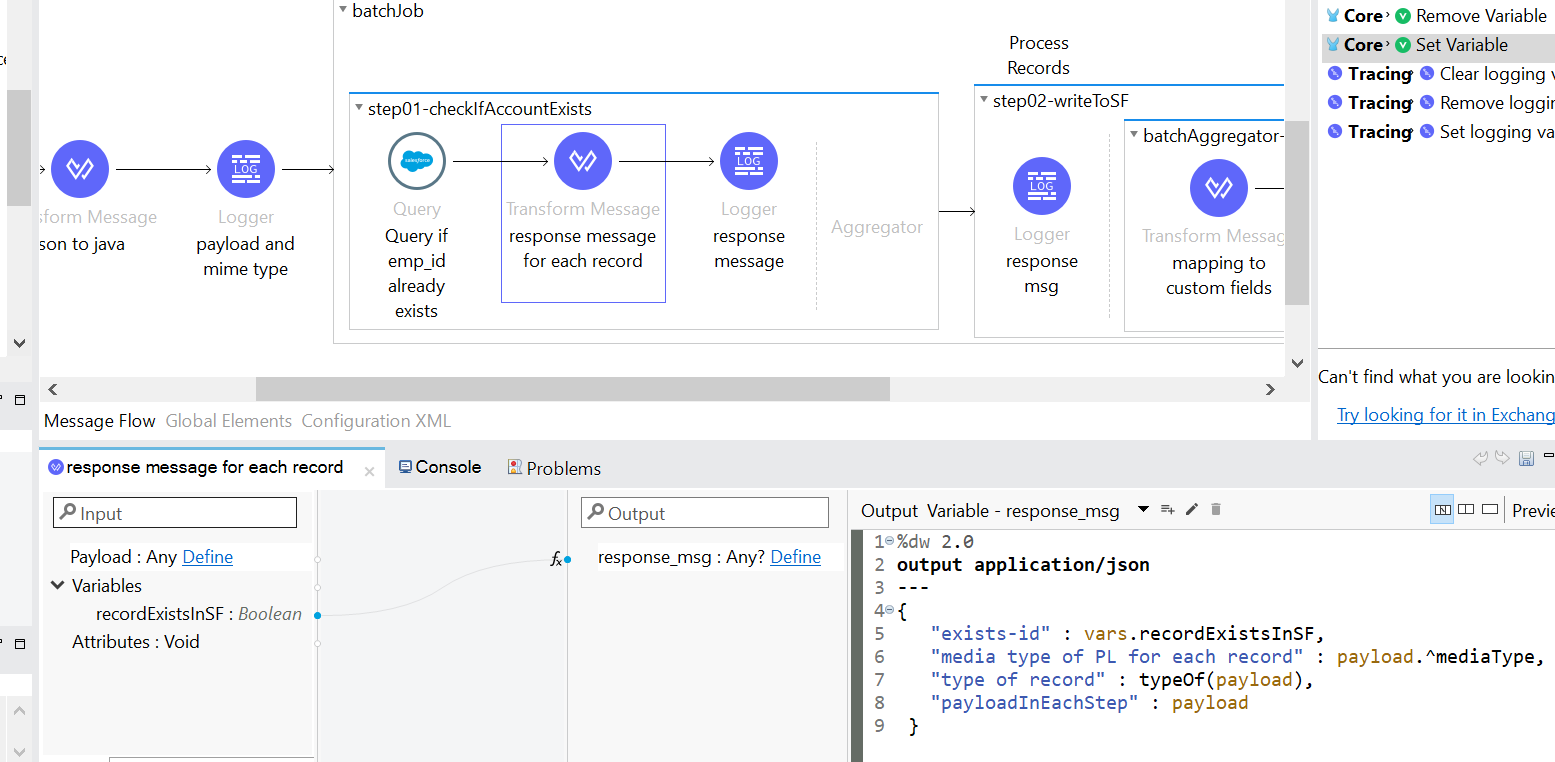 batchJob
Process
Records
step01-checkIfAccountExists
step02-writeToSF
batchAggregator-
salesforce
LOG
LOG
LOG
LOG
sform Message
son to java
Logger
payload and
mime type
Query
Query if
emp_id
already
exists
Transform Message
response message
for each record
Logger
response
message
Aggregator
Logger
response
msg
Transform Messag
mapping to
custom fields
Core
Remove Variable
Core
Set Variable
Tracing
Clear logging v
Tracing
Remove loggin
Tracing
Set logging va
Can't find what you are lookin
Try looking for it in Exchang
Message Flow Global Elements Configuration XML
response message for each record
Console
Problems
Input
Payload : Any Define
Variables
recordExistsInSF : Boolean
Attributes : Void
fx
Output
response_msg : Any? Define
Output Variable - response_msg
Previe
1 %dw 2.0
2 output application/json
3 ---
4 {
5 "exists-id" : vars.recordExistsInSF,
6 "media type of PL for each record" : payload.^mediaType,
7 "type of record" : typeOf(payload),
8 "payloadInEachStep" : payload
9 }